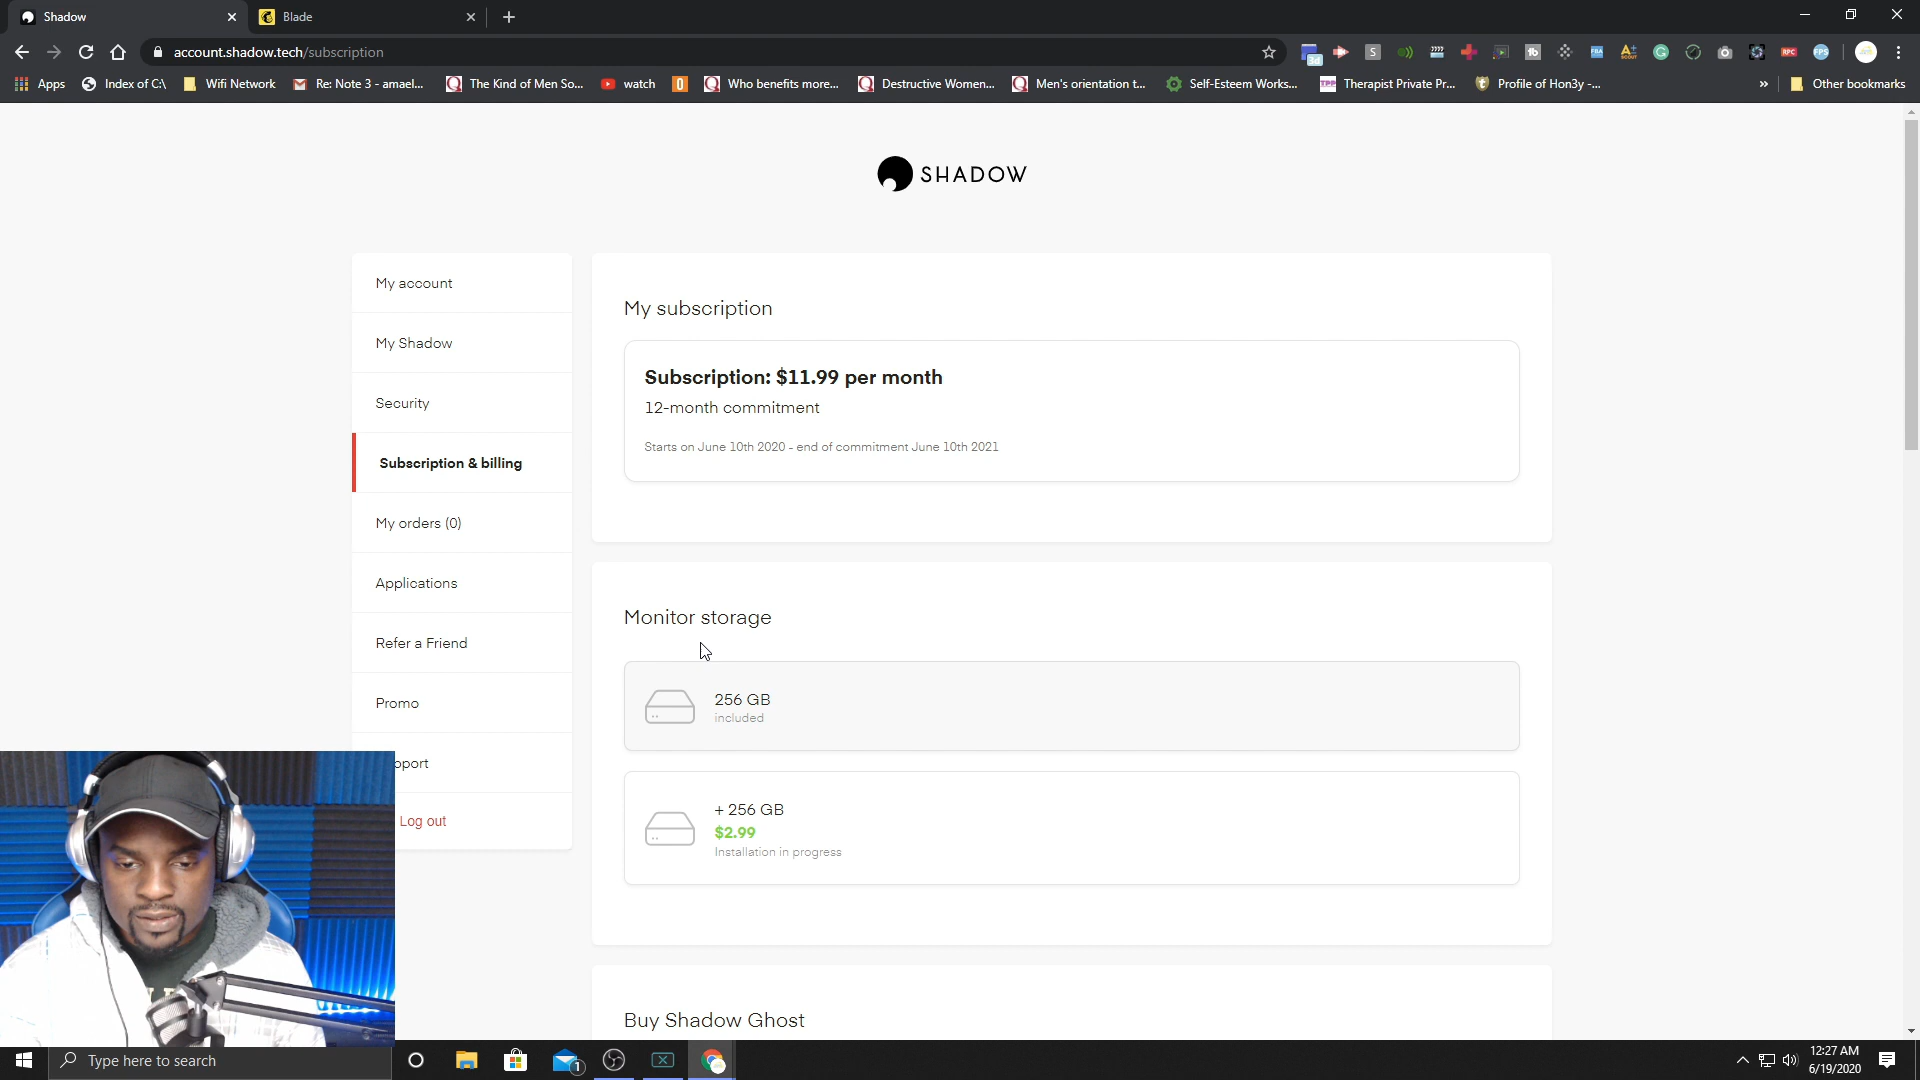 Shadow
Blade
account.shadow.tech/subscription
Apps
Index of C:\
Wifi Network
Re: Note 3 - amael...
The Kind of Men So...
watch
Who benefits more...
Destructive Women...
Men's orientation t...
Self-Esteem Works...
TPP
Therapist Private Pr...
Profile of Hon3y -...
»
Other bookmarks
SHADOW
My account
My Shadow
Security
Subscription & billing
My orders (0)
Applications
Refer a Friend
Promo
pport
Log out
My subscription
Subscription: $11.99 per month
12-month commitment
Starts on June 10th 2020 - end of commitment June 10th 2021
Monitor storage
256 GB
included
+ 256 GB
$2.99
Installation in progress
Buy Shadow Ghost
Type here to search
1
12:27 AM
6/19/2020